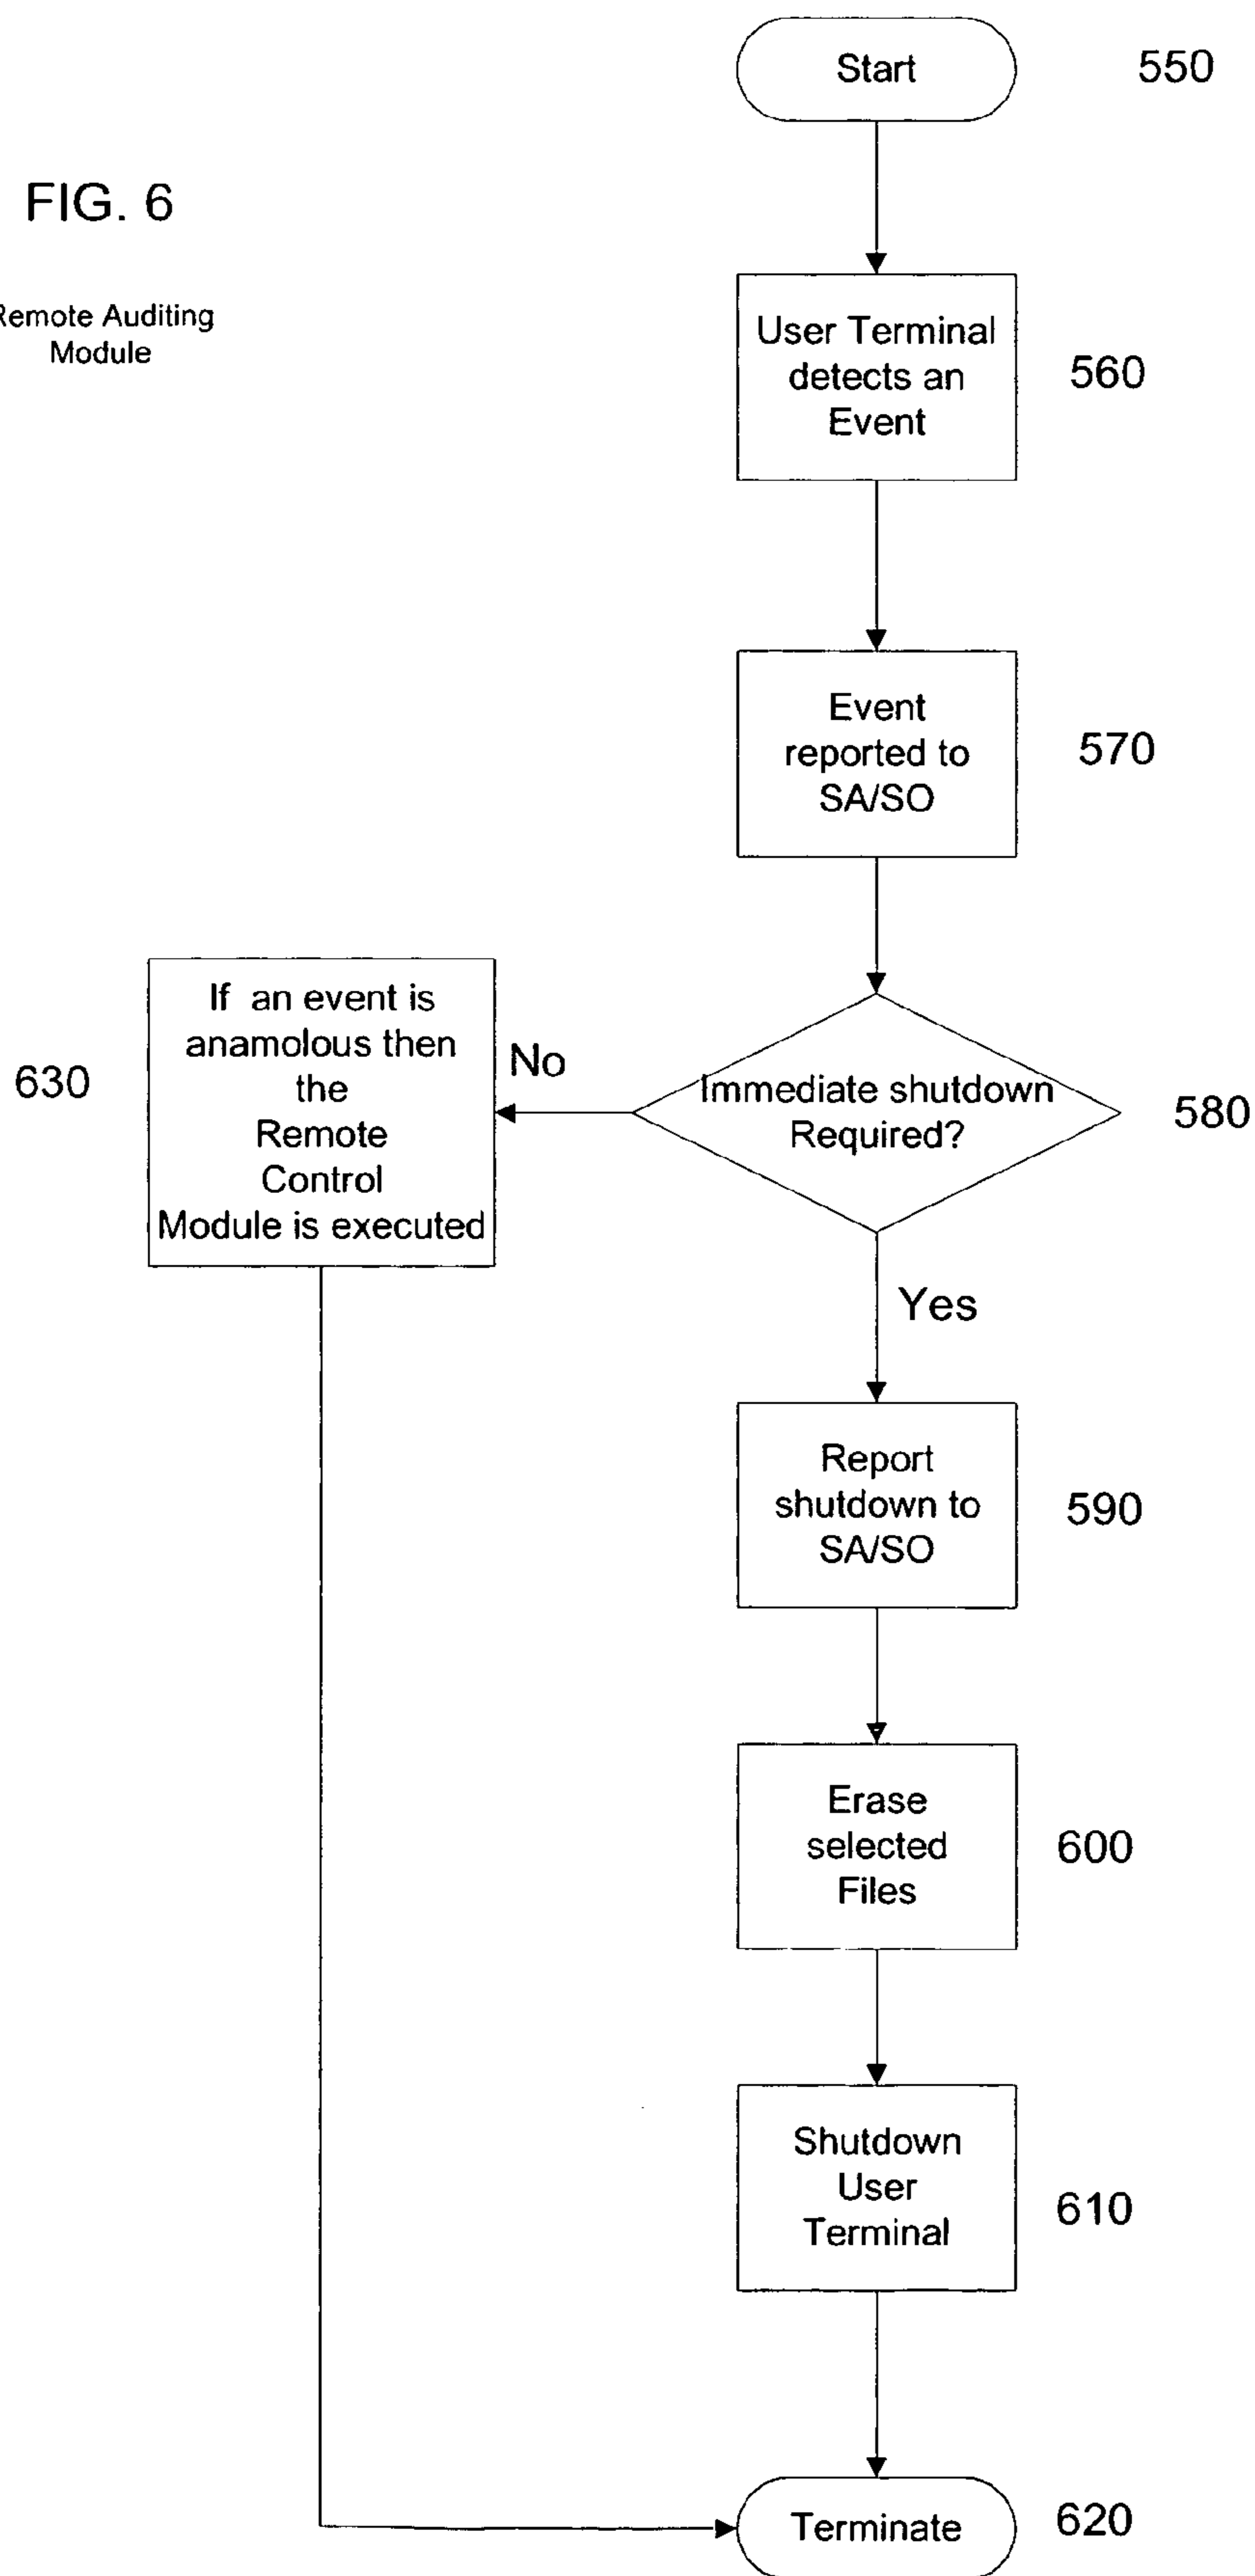 Start
550
FIG. 6
Remote Auditing
Module
User Terminal
detects an
Event
560
Event
reported to
SA/SO
570
If an event is
anamolous then
the
Remote
Control
Module is executed
630
No
Immediate shutdown
Required?
580
Yes
Report
shutdown to
SA/SO
590
Erase
selected
Files
600
Shutdown
User
Terminal
610
Terminate
620